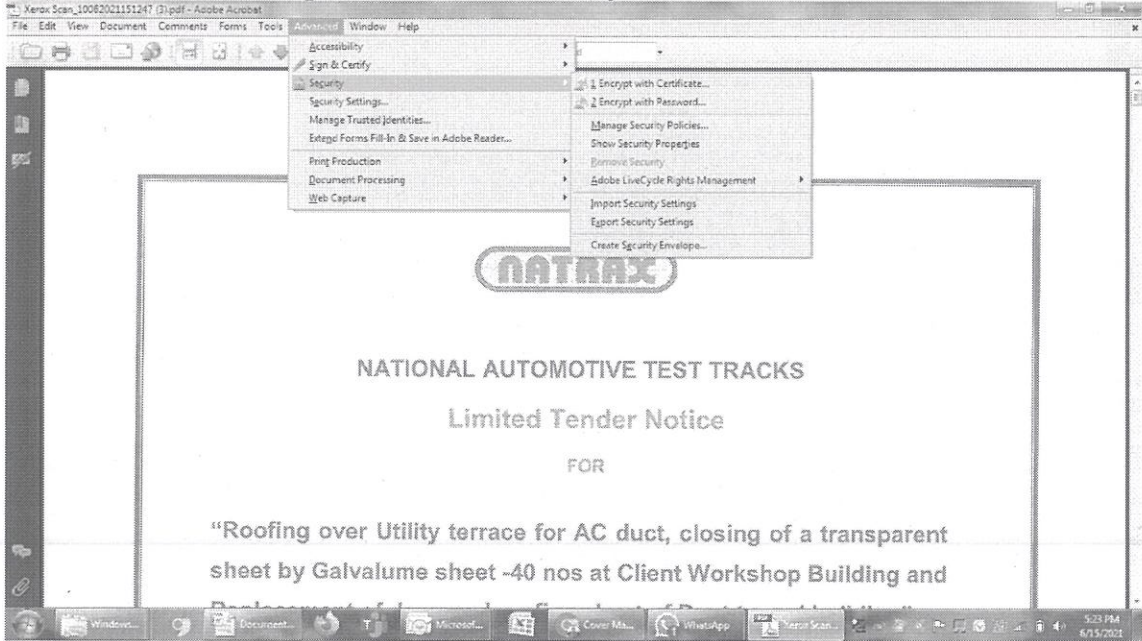 Xerox Scan_10082021151247 (3).pdf - Adobe Acrobat
File Edit View Document Comments Forms Tools Advanced Window Help
Accessibility
Sign & Certify
Security
Security Settings...
Manage Trusted Identities...
Extend Forms Fill-In & Save in Adobe Reader...
Print Production
Document Processing
Web Capture
1 Encrypt with Certificate...
2 Encrypt with Password...
Manage Security Policies...
Show Security Properties
Remove Security
Adobe LiveCycle Rights Management
Import Security Settings
Export Security Settings
Create Security Envelope...
NATRAX
NATIONAL AUTOMOTIVE TEST TRACKS
Limited Tender Notice
FOR
“Roofing over Utility terrace for AC duct, closing of a transparent
sheet by Galvalume sheet -40 nos at Client Workshop Building and
Windows... Document... Microsof... Cover Ma... WhatsApp Xerox Scan...
5:23 PM
6/15/2021